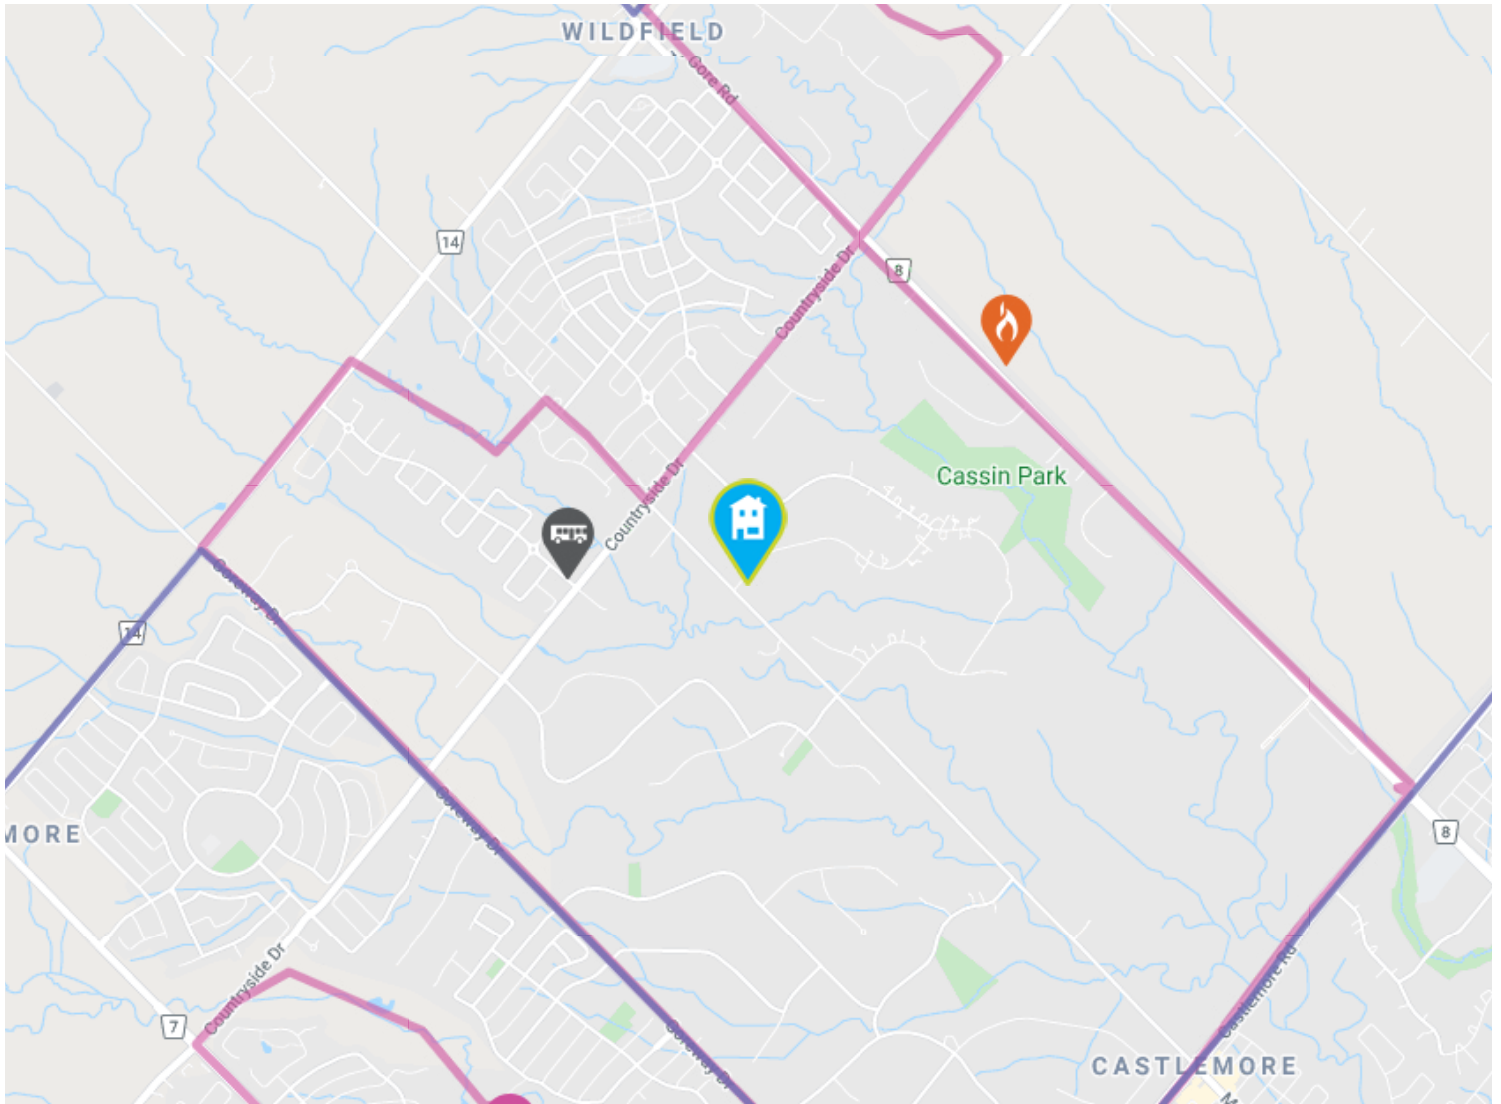 WILDFIELD
Gore Rd
14
Countryside Dr
8
Cassin Park
Countryside Dr
Goreway Dr
14
Goreway Dr
MORE
8
Countryside Dr
7
Castlemore Rd
Goreway Dr
CASTLEMORE